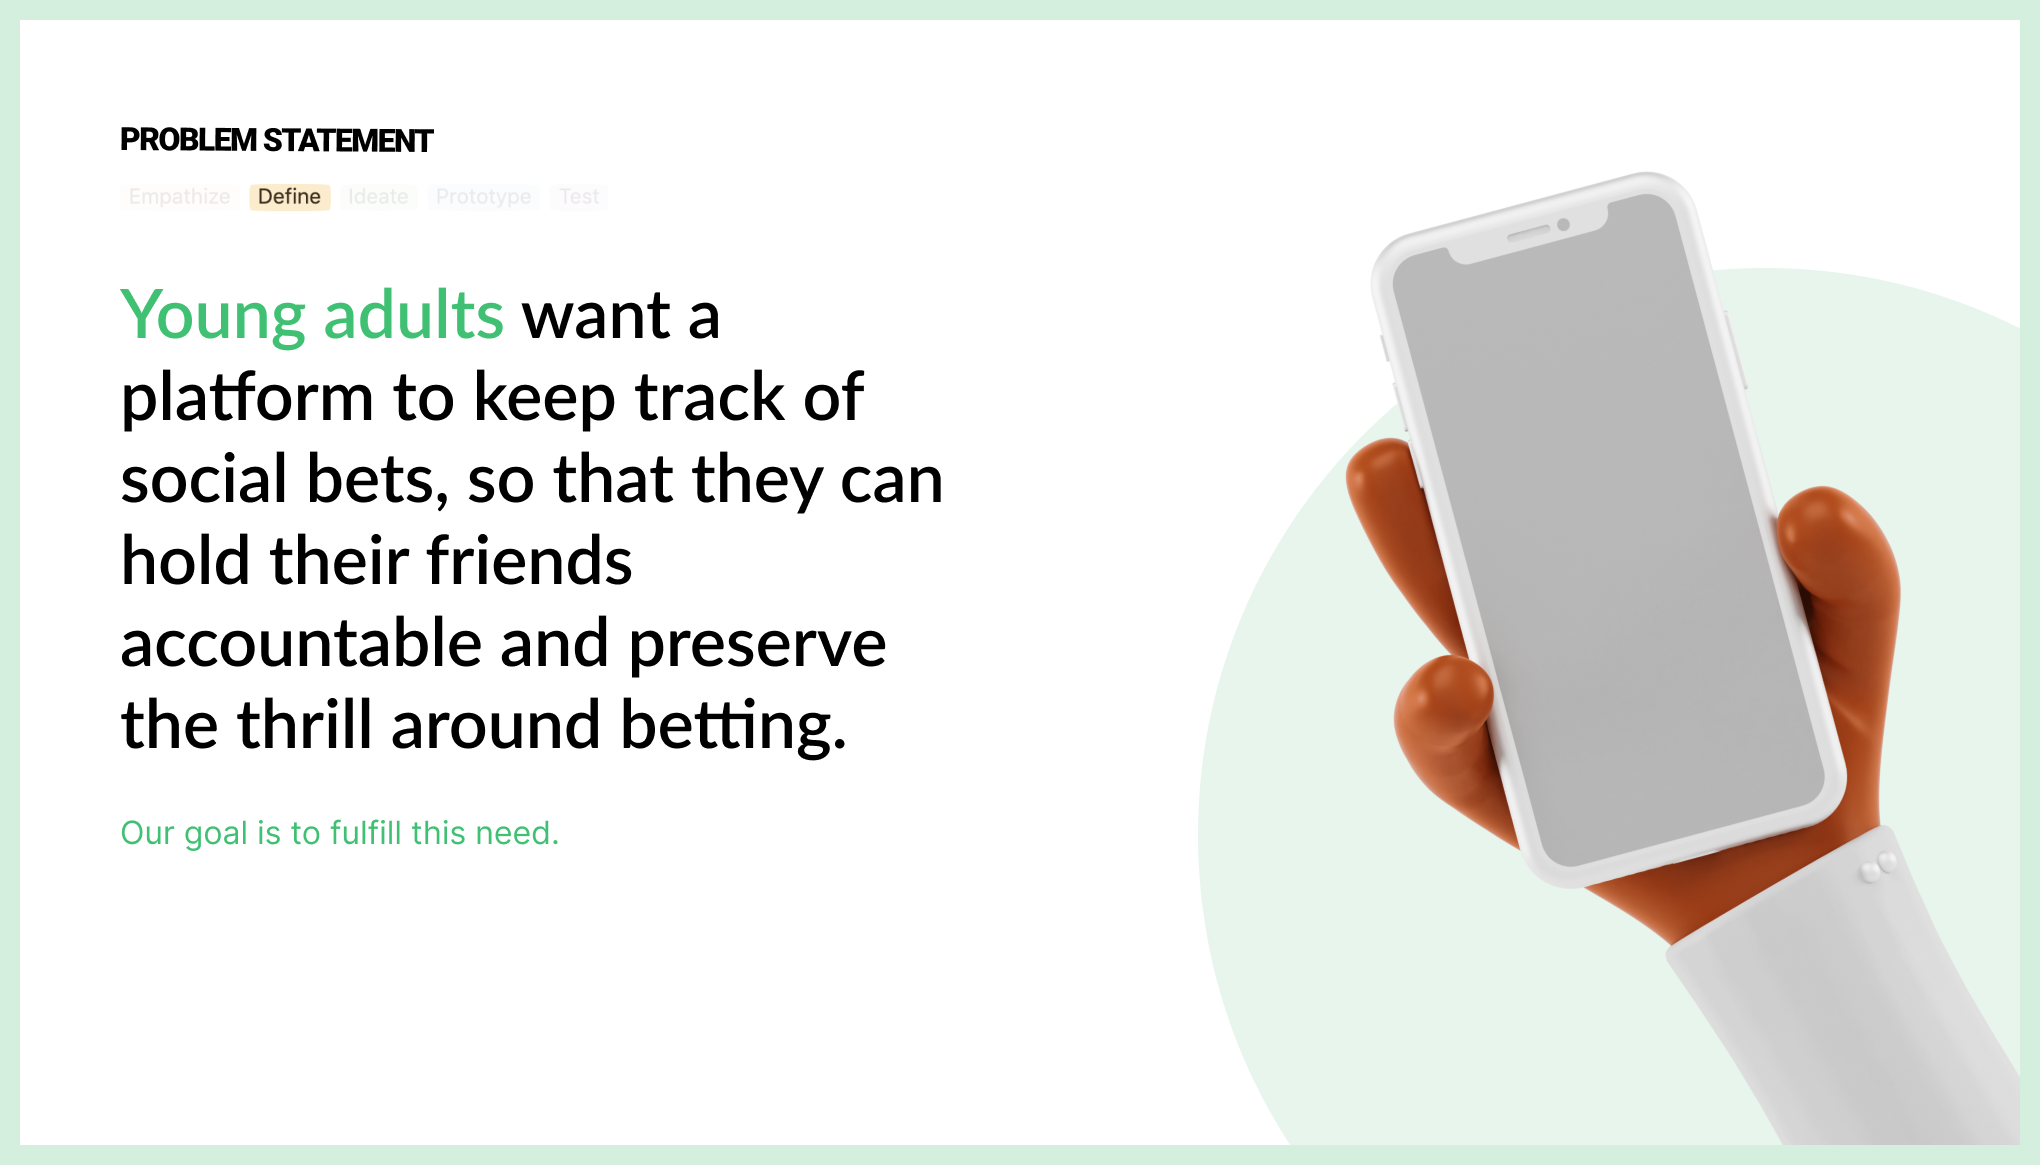 PROBLEM STATEMENT
Empathize Define Ideate Prototype Test
Young adults want a
platform to keep track of
social bets, so that they can
hold their friends
accountable and preserve
the thrill around betting.
Our goal is to fulfill this need.